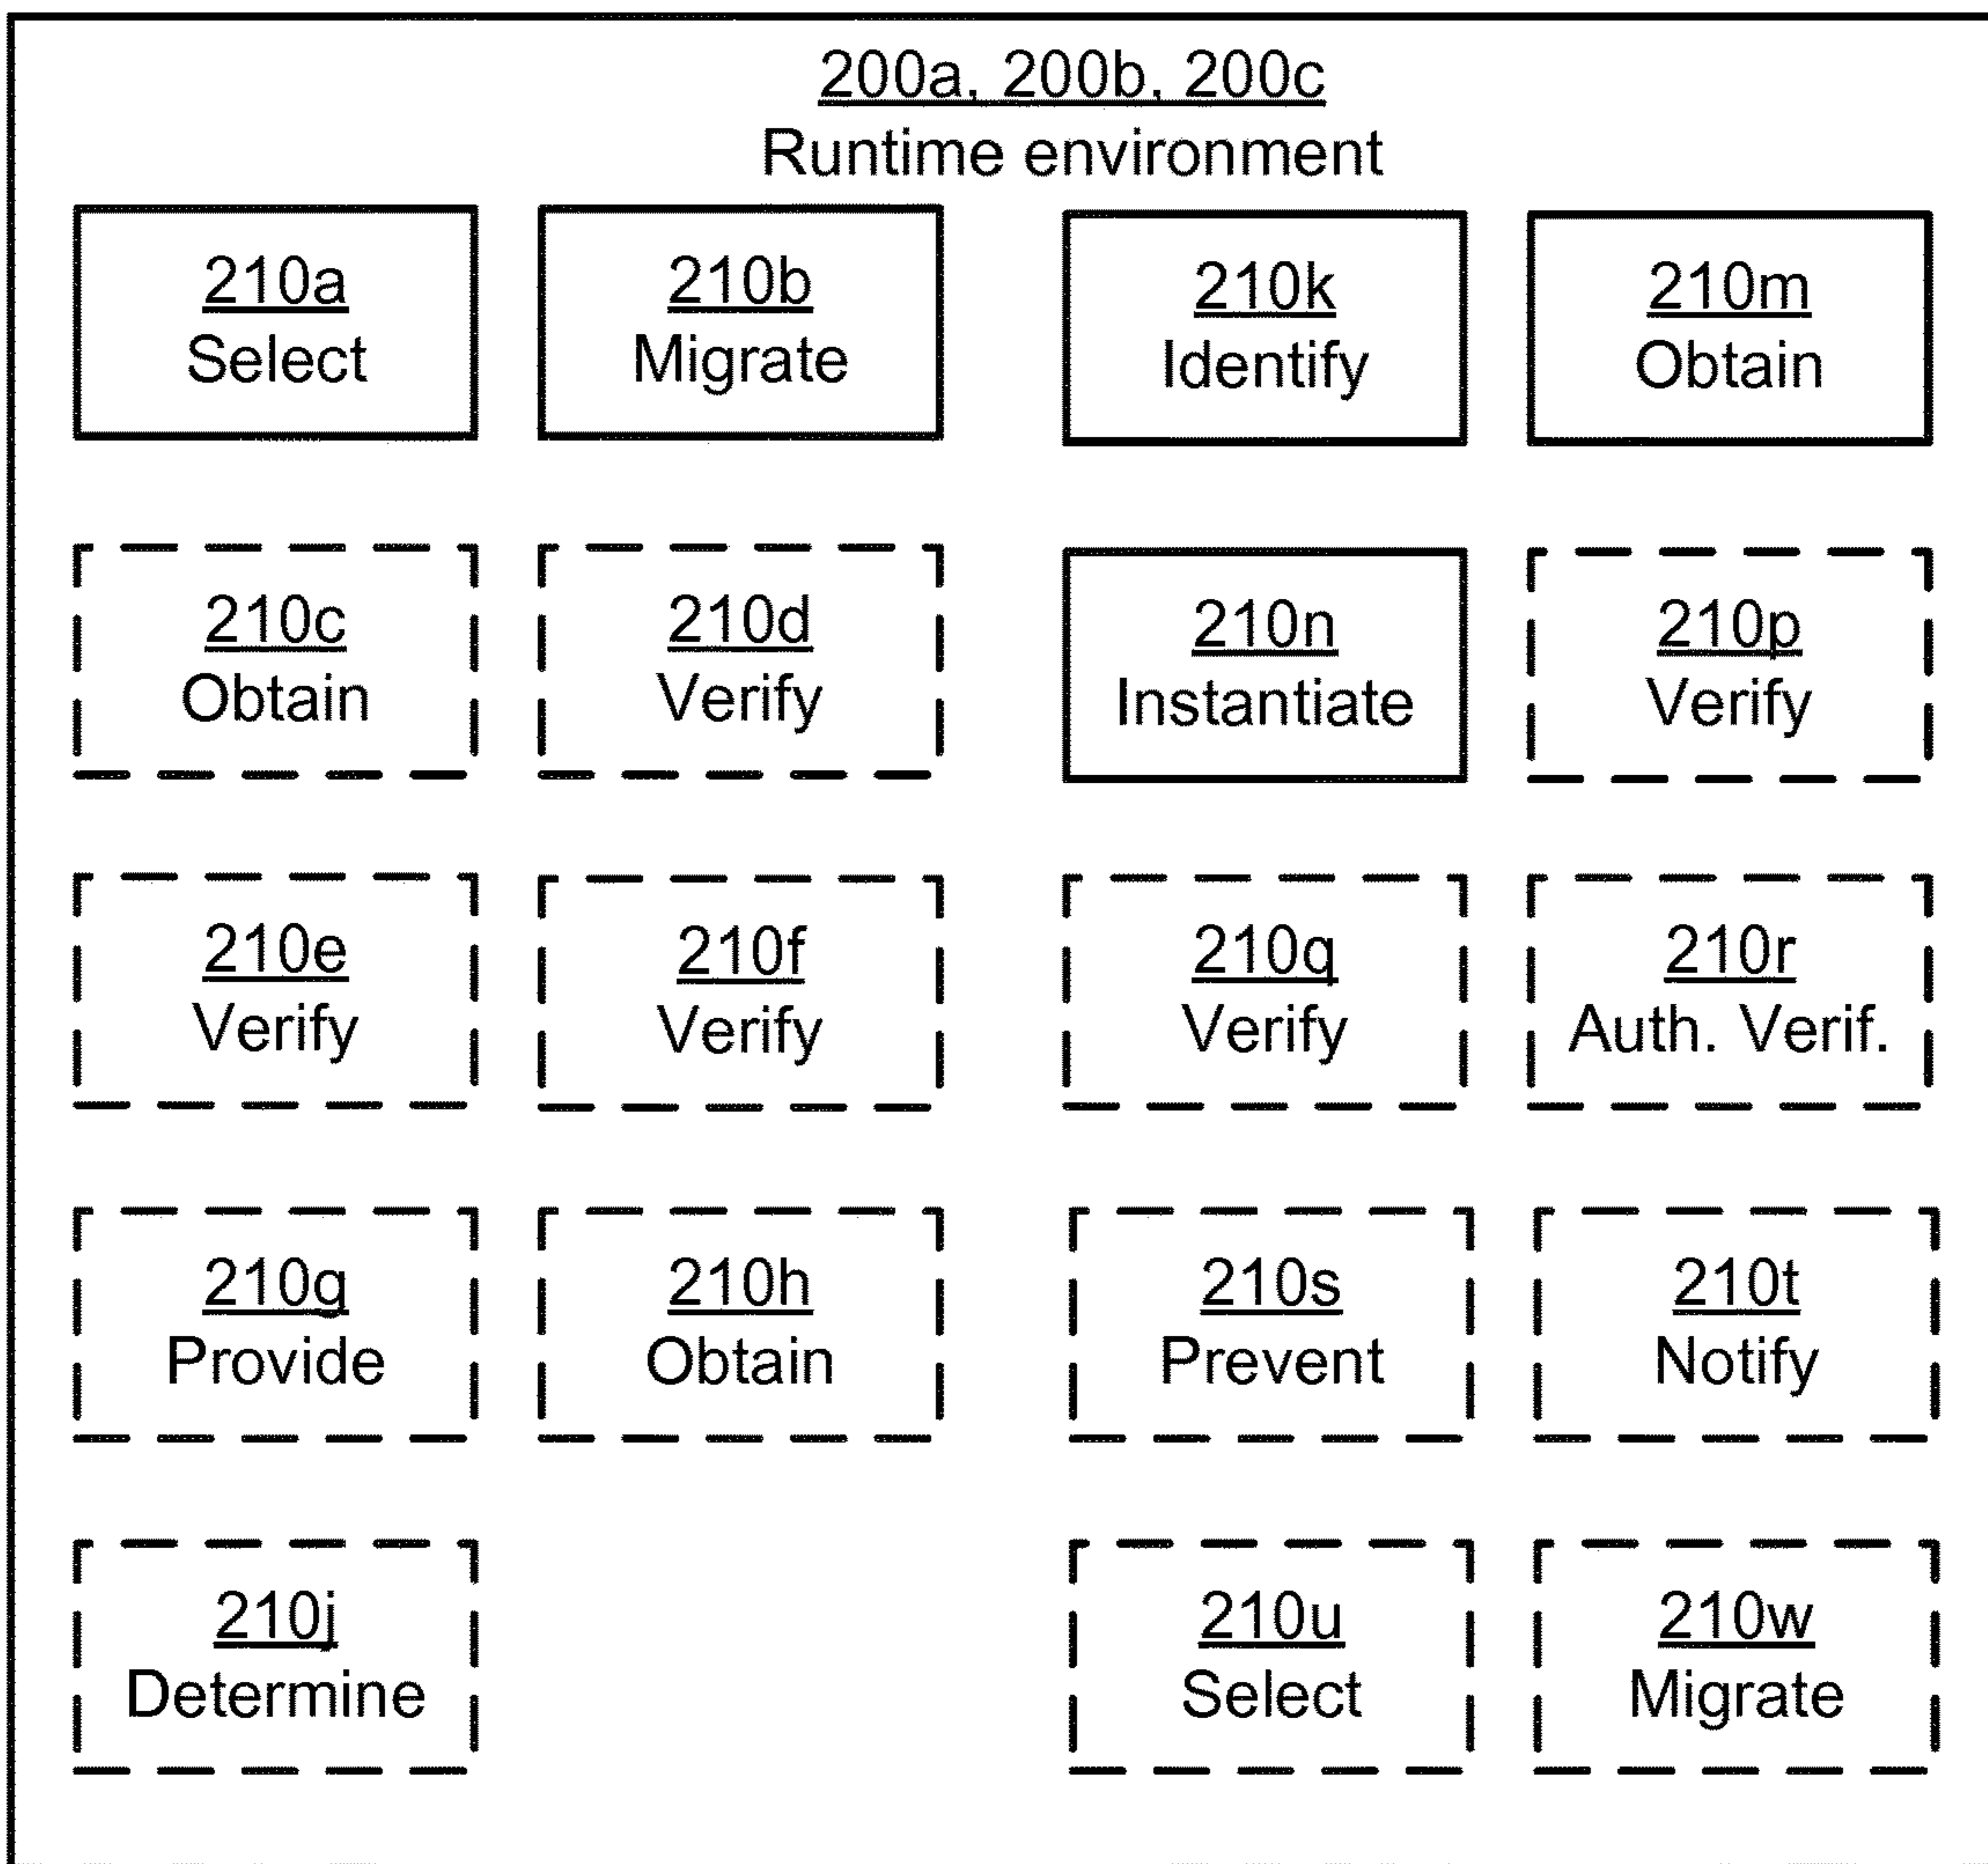 200a, 200b, 200c
Runtime environment
210a
Select
210b
Migrate
210k
Identify
210m
Obtain
210c
Obtain
210d
Verify
210n
Instantiate
210p
Verify
210e
Verify
210f
Verify
210q
Verify
210r
Auth. Verif.
210g
Provide
210h
Obtain
210s
Prevent
210t
Notify
210j
Determine
210u
Select
210w
Migrate